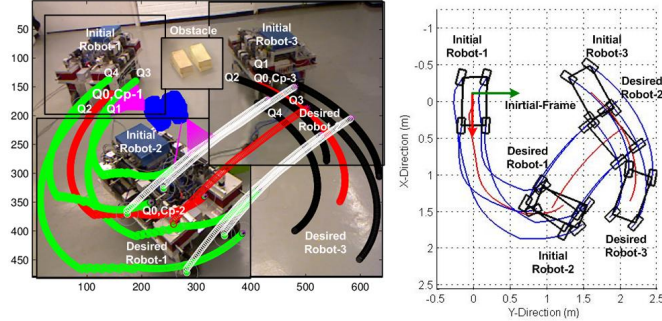 Initial
Robot-1
Obstacle
Initial
Robot-3
Q4
Q3
Q1
Q2
Q0,Cp-3
Q0,Cp-1
Q2
Q1
Q3
Q4
Desired
Robot
Initial
Robot-2
Q0,Cp-2
Desired
Robot-1
Desired
Robot-3
50
100
150
200
250
300
350
400
450
100
200
300
400
500
600
Initial
Robot-1
Initial
Robot-3
Desired
Robot-2
Inirtial-Frame
Desired
Robot-1
Initial
Robot-2
Desired
Robot-3
X-Direction (m)
-1
-0.5
0
0.5
1
1.5
2
2.5
-0.5
0
0.5
1
1.5
2
2.5
Y-Direction (m)